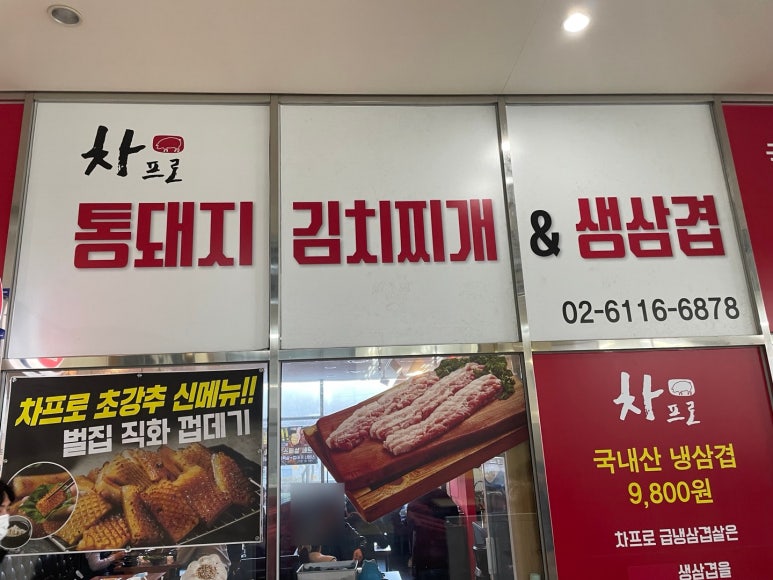 차프로
통돼지 김치찌개 & 생삼겹
02-6116-6878
차프로 초강추 신메뉴!!
벌집 직화 껍데기
차프로
국내산 냉삼겹
9,800원
차프로 급냉삼겹살은
생삼겹을